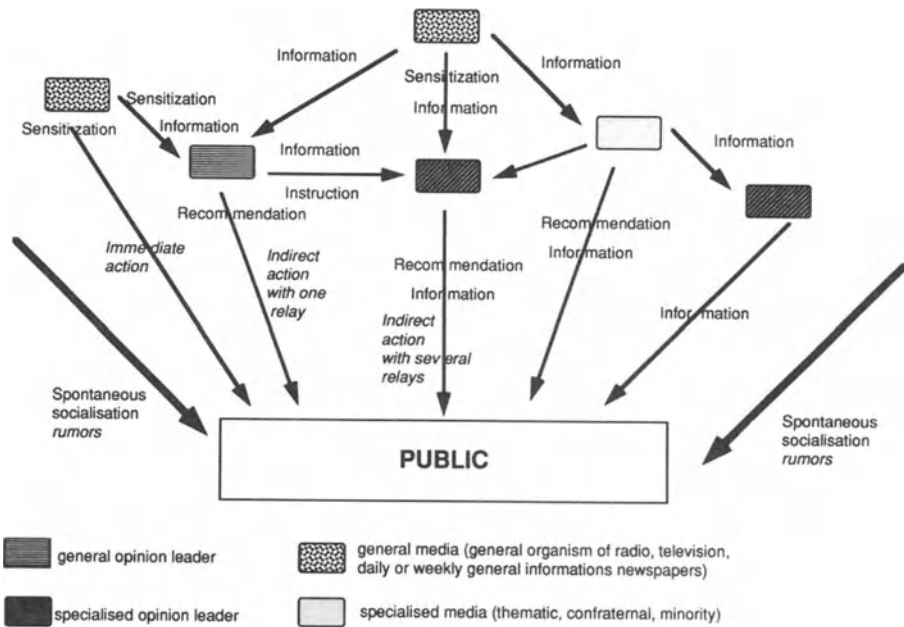 Information
Sensitization
Information
Information
Sensitization
Sensitization
Information
Information
Instruction
Information
Recommendation
Recommendation
Information
Immediate
action
Indirect
action
with one
relay
Recommendation
Information
Indirect
action
with several
relays
Information
Spontaneous
socialisation
rumors
Spontaneous
socialisation
rumors
PUBLIC
general opinion leader
general media (general organism of radio, television,
daily or weekly general informations newspapers)
specialised opinion leader
specialised media (thematic, confraternal, minority)